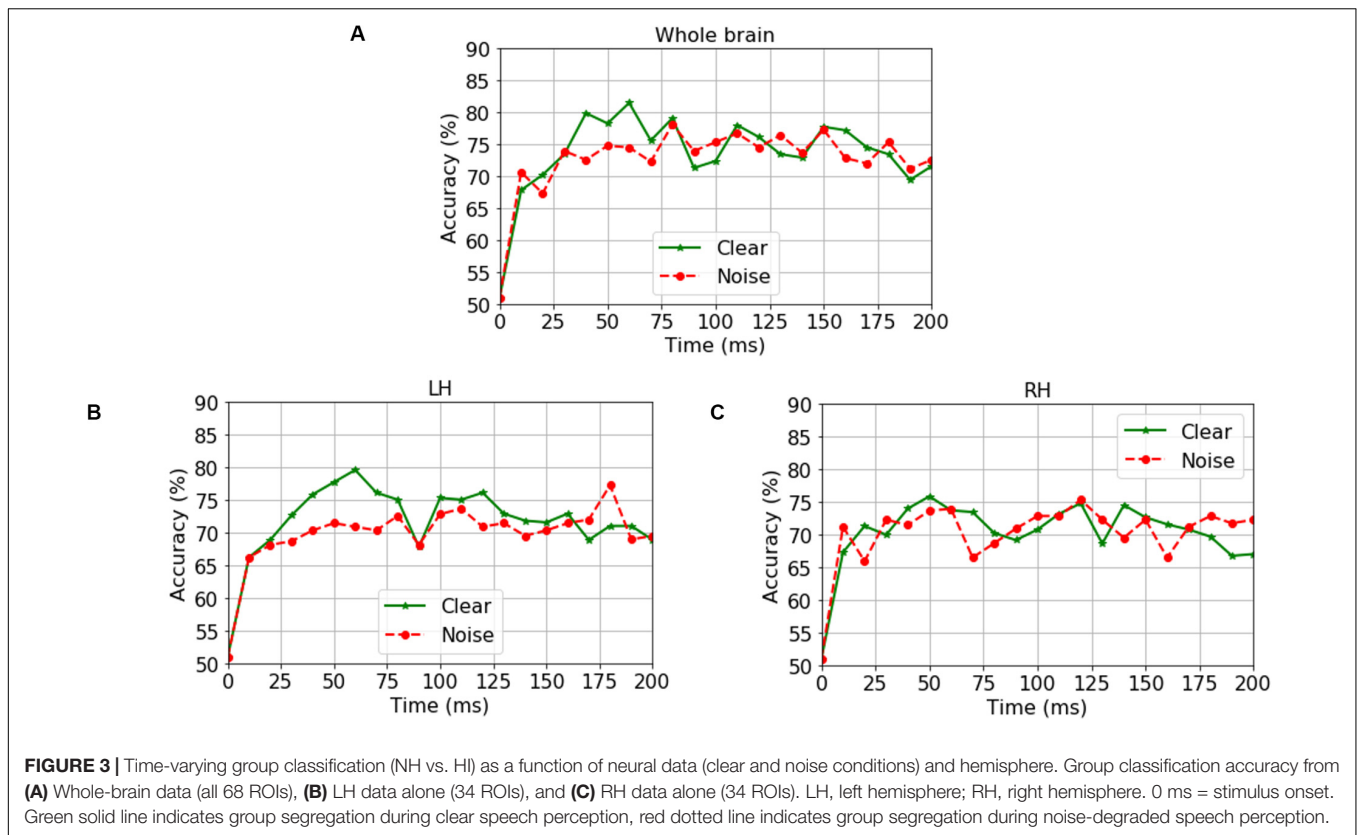 A
Whole brain
90
85
80
75
70
65
60
55
50
Accuracy (%)
Clear
Noise
0 25 50 75 100 125 150 175 200
Time (ms)
B
LH
90
85
80
75
70
65
60
55
50
Accuracy (%)
Clear
Noise
0 25 50 75 100 125 150 175 200
Time (ms)
C
RH
90
85
80
75
70
65
60
55
50
Accuracy (%)
Clear
Noise
0 25 50 75 100 125 150 175 200
Time (ms)
FIGURE 3 | Time-varying group classification (NH vs. HI) as a function of neural data (clear and noise conditions) and hemisphere. Group classification accuracy from
(A) Whole-brain data (all 68 ROIs), (B) LH data alone (34 ROIs), and (C) RH data alone (34 ROIs). LH, left hemisphere; RH, right hemisphere. 0 ms = stimulus onset.
Green solid line indicates group segregation during clear speech perception, red dotted line indicates group segregation during noise-degraded speech perception.